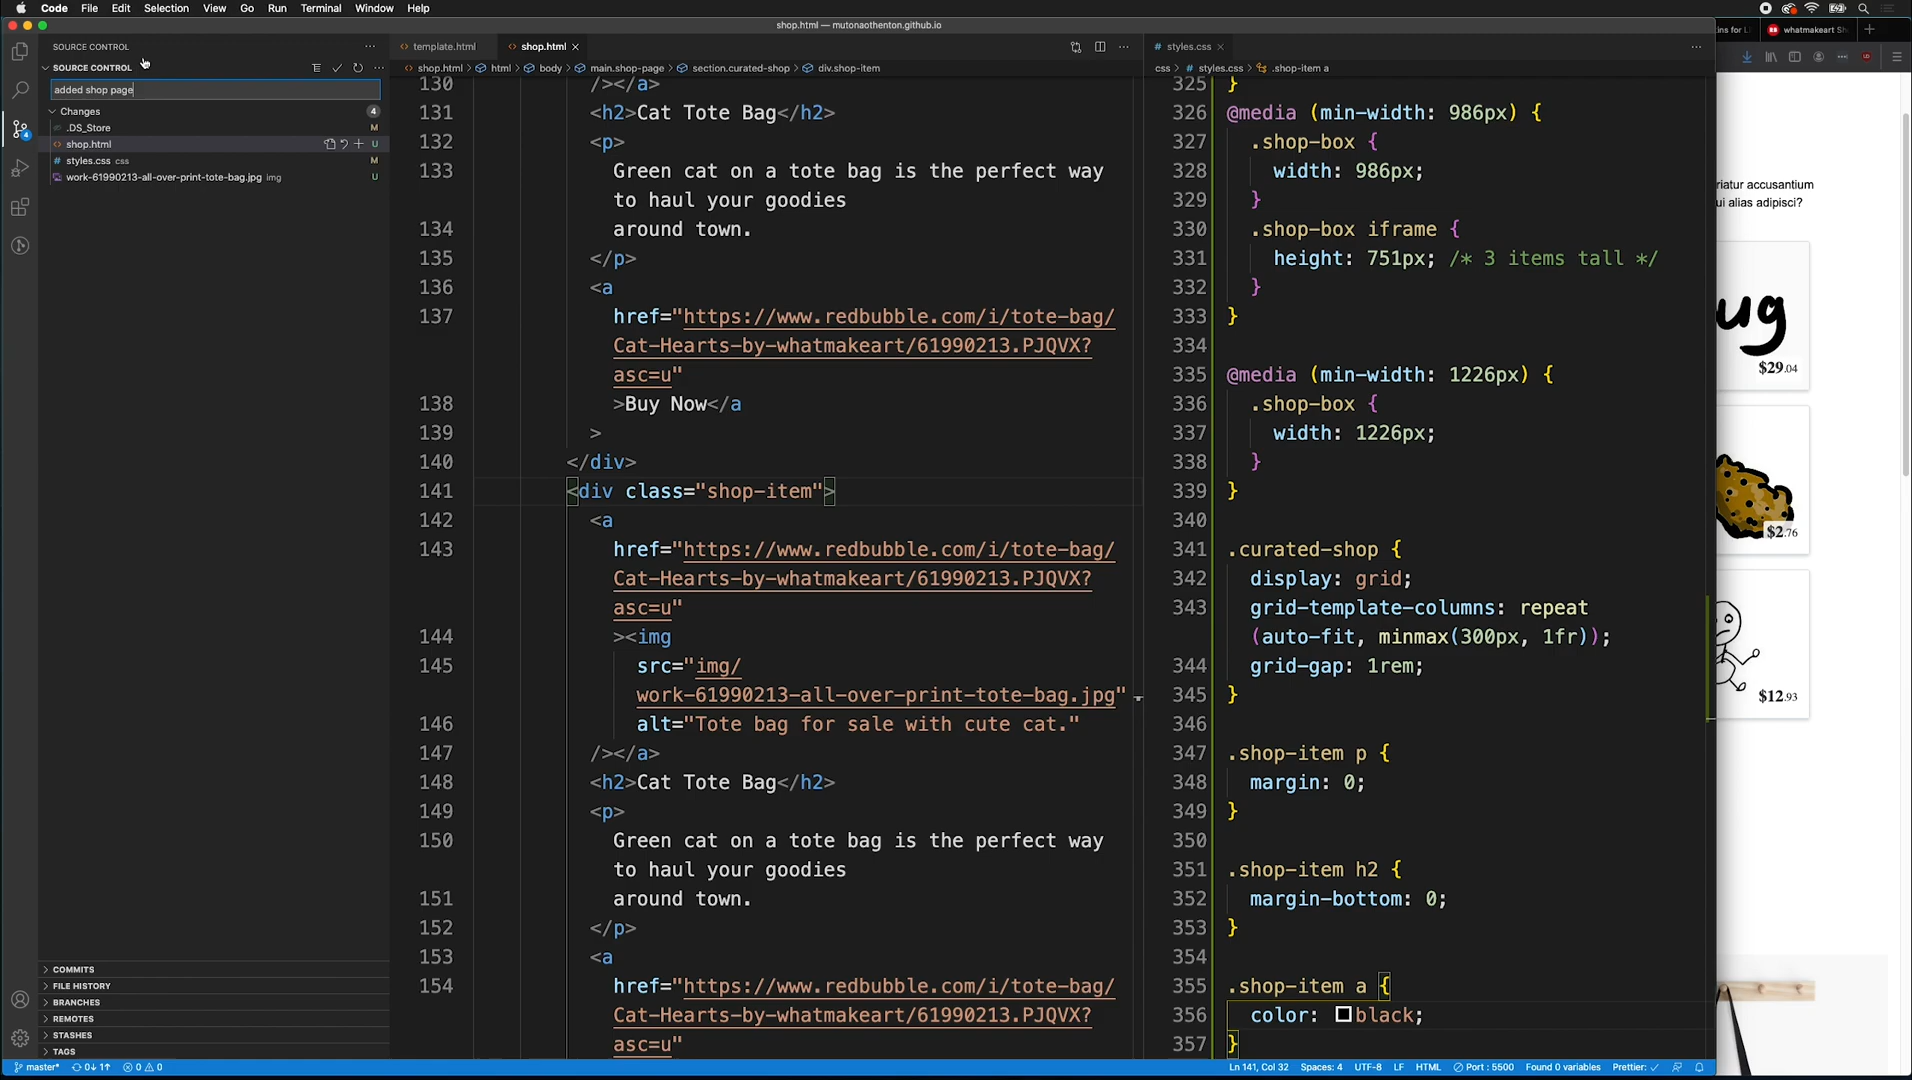 Code File Edit Selection View Go Run Terminal Window Help
shop.html — mutonaothenton.github.io
SOURCE CONTROL
SOURCE CONTROL
added shop page
Changes 4
.DS_Store M
shop.html U
styles.css css M
work-61990213-all-over-print-tote-bag.jpg img U
COMMITS
FILE HISTORY
BRANCHES
REMOTES
STASHES
TAGS
template.html shop.html
shop.html > html > body > main.shop-page > section.curated-shop > div.shop-item
130 /></a>
131 <h2>Cat Tote Bag</h2>
132 <p>
133 Green cat on a tote bag is the perfect way
to haul your goodies
134 around town.
135 </p>
136 <a
137 href="https://www.redbubble.com/i/tote-bag/
Cat-Hearts-by-whatmakeart/61990213.PJQVX?
asc=u"
138 >Buy Now</a
139 >
140 </div>
141 <div class="shop-item">
142 <a
143 href="https://www.redbubble.com/i/tote-bag/
Cat-Hearts-by-whatmakeart/61990213.PJQVX?
asc=u"
144 ><img
145 src="img/
work-61990213-all-over-print-tote-bag.jpg"
146 alt="Tote bag for sale with cute cat."
147 /></a>
148 <h2>Cat Tote Bag</h2>
149 <p>
150 Green cat on a tote bag is the perfect way
to haul your goodies
151 around town.
152 </p>
153 <a
154 href="https://www.redbubble.com/i/tote-bag/
Cat-Hearts-by-whatmakeart/61990213.PJQVX?
asc=u"
styles.css
css > styles.css > .shop-item a
325 }
326 @media (min-width: 986px) {
327 .shop-box {
328 width: 986px;
329 }
330 .shop-box iframe {
331 height: 751px; /* 3 items tall */
332 }
333 }
334
335 @media (min-width: 1226px) {
336 .shop-box {
337 width: 1226px;
338 }
339 }
340
341 .curated-shop {
342 display: grid;
343 grid-template-columns: repeat
(auto-fit, minmax(300px, 1fr));
344 grid-gap: 1rem;
345 }
346
347 .shop-item p {
348 margin: 0;
349 }
350
351 .shop-item h2 {
352 margin-bottom: 0;
353 }
354
355 .shop-item a {
356 color: black;
357 }
ins for L whatmakeart Sh
riatur accusantium
ui alias adipisci?
ug
$29.04
$2.76
$12.93
master* 0↓ 1↑ 0 0
Ln 141, Col 32 Spaces: 4 UTF-8 LF HTML Port : 5500 Found 0 variables Prettier: ✓